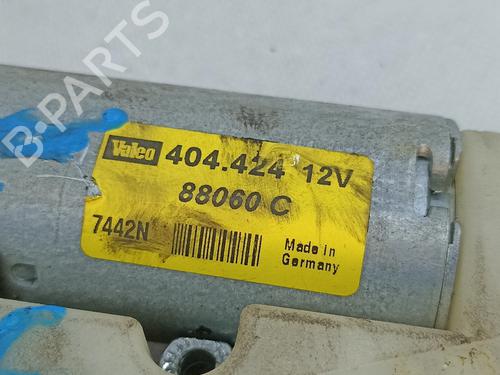 B-PARTS
Valeo 404.424 12V
88060 C
7442N
Made in
Germany